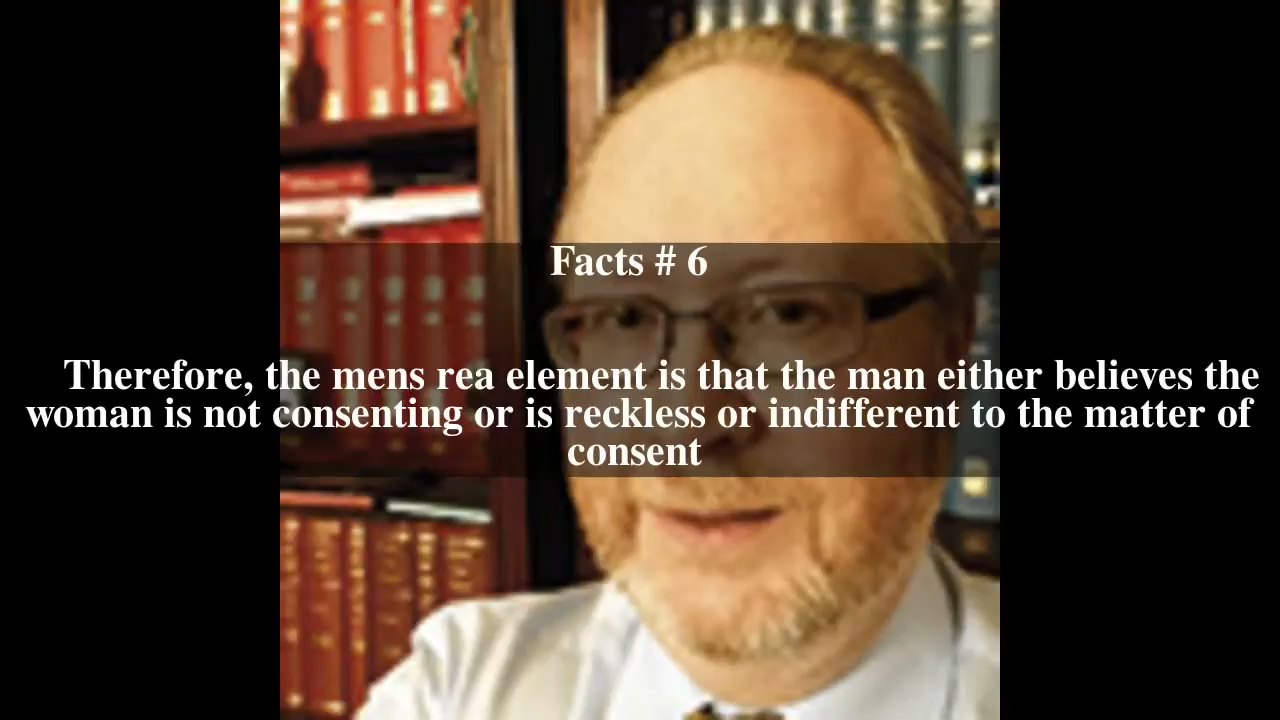 Facts # 6
Therefore, the mens rea element is that the man either believes the
woman is not consenting or is reckless or indifferent to the matter of
consent